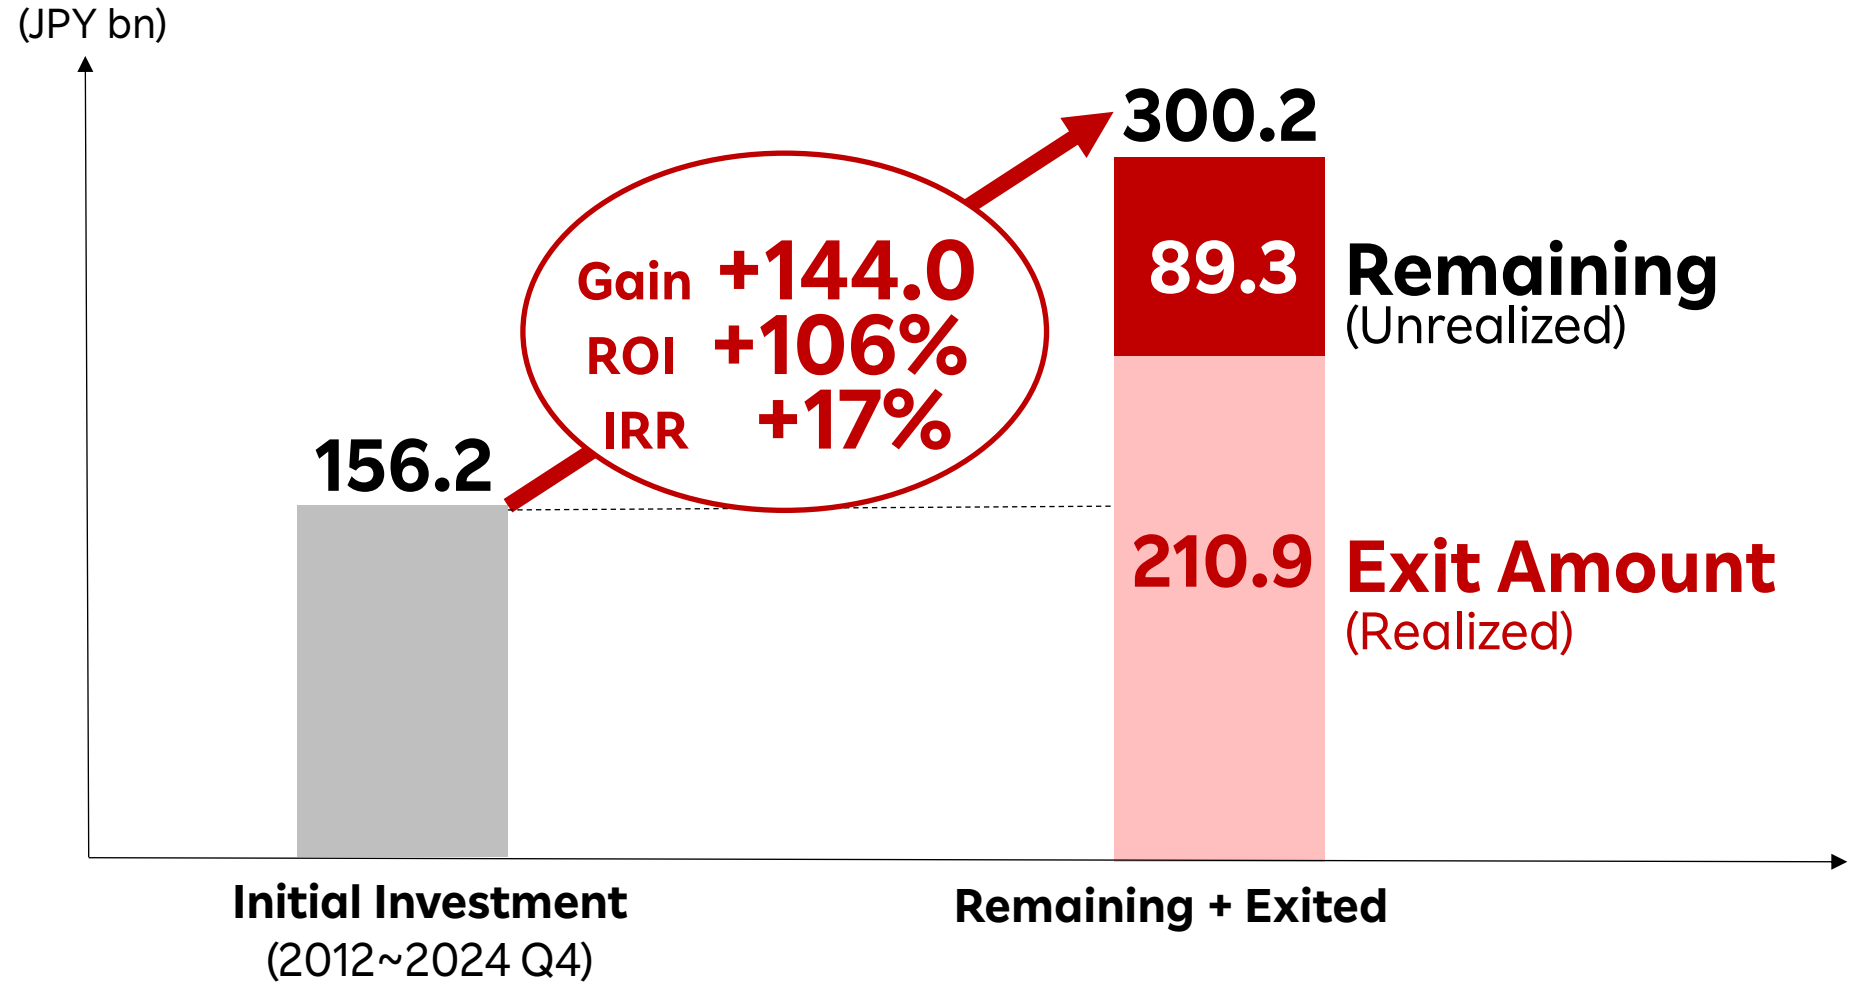 (JPY bn)
300.2
89.3
Remaining
(Unrealized)
Gain +144.0
ROI +106%
IRR +17%
156.2
210.9
Exit Amount
(Realized)
Initial Investment
(2012~2024 Q4)
Remaining + Exited